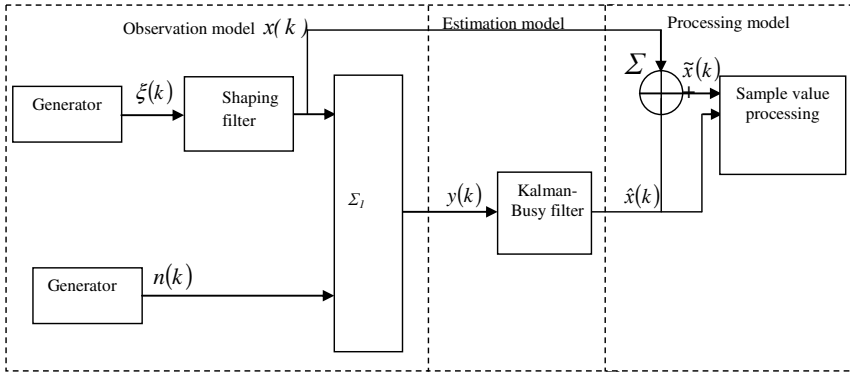 Observation model x(k)
Estimation model
Processing model
Generator
ξ(k)
Shaping
filter
Σ
x̃(k)
+
Sample value
processing
Σ1
y(k)
Kalman-
Busy filter
x̂(k)
Generator
n(k)